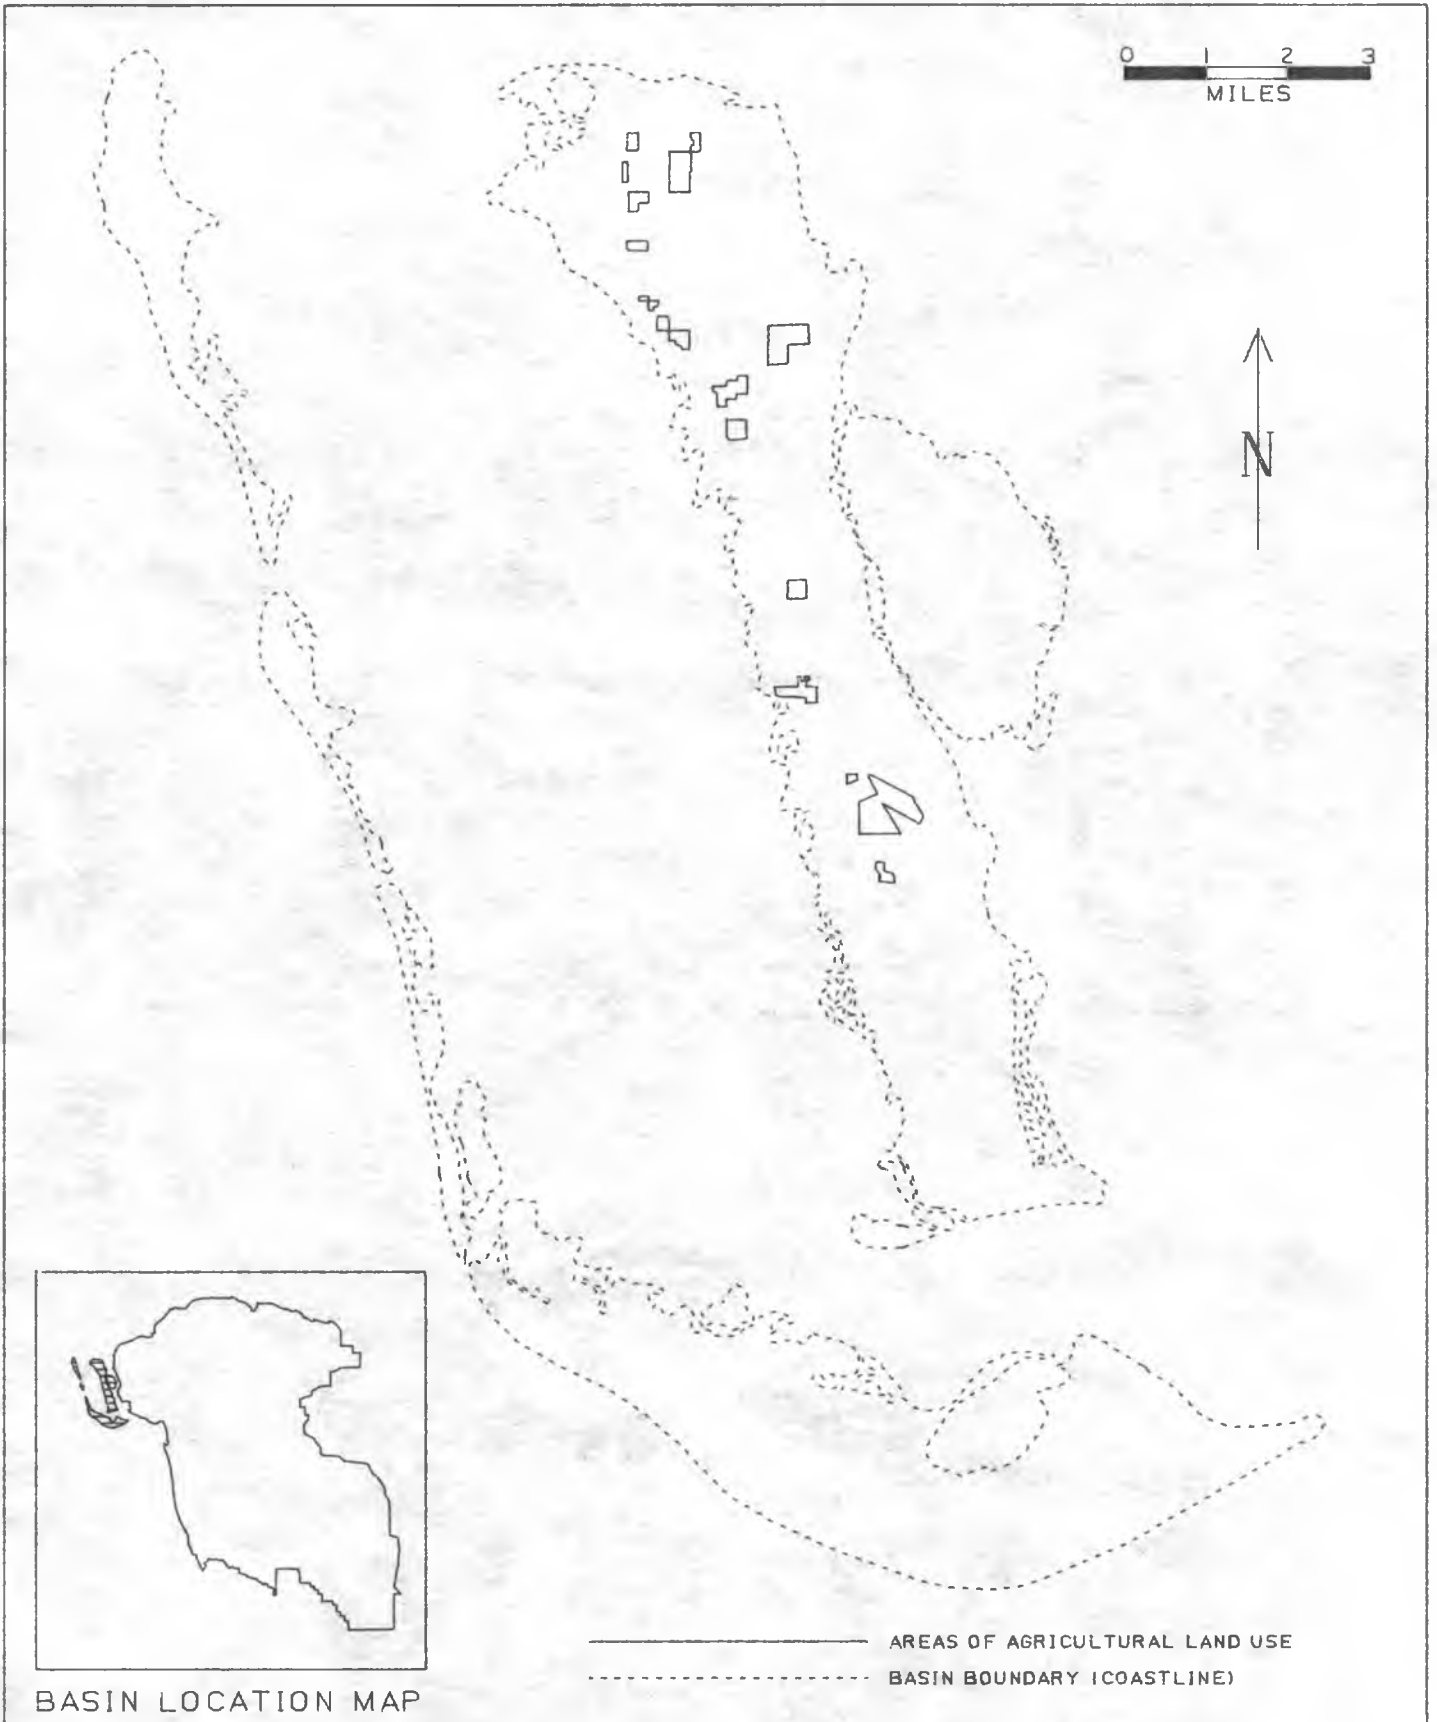 0 1 2 3
MILES
N
AREAS OF AGRICULTURAL LAND USE
BASIN BOUNDARY (COASTLINE)
BASIN LOCATION MAP